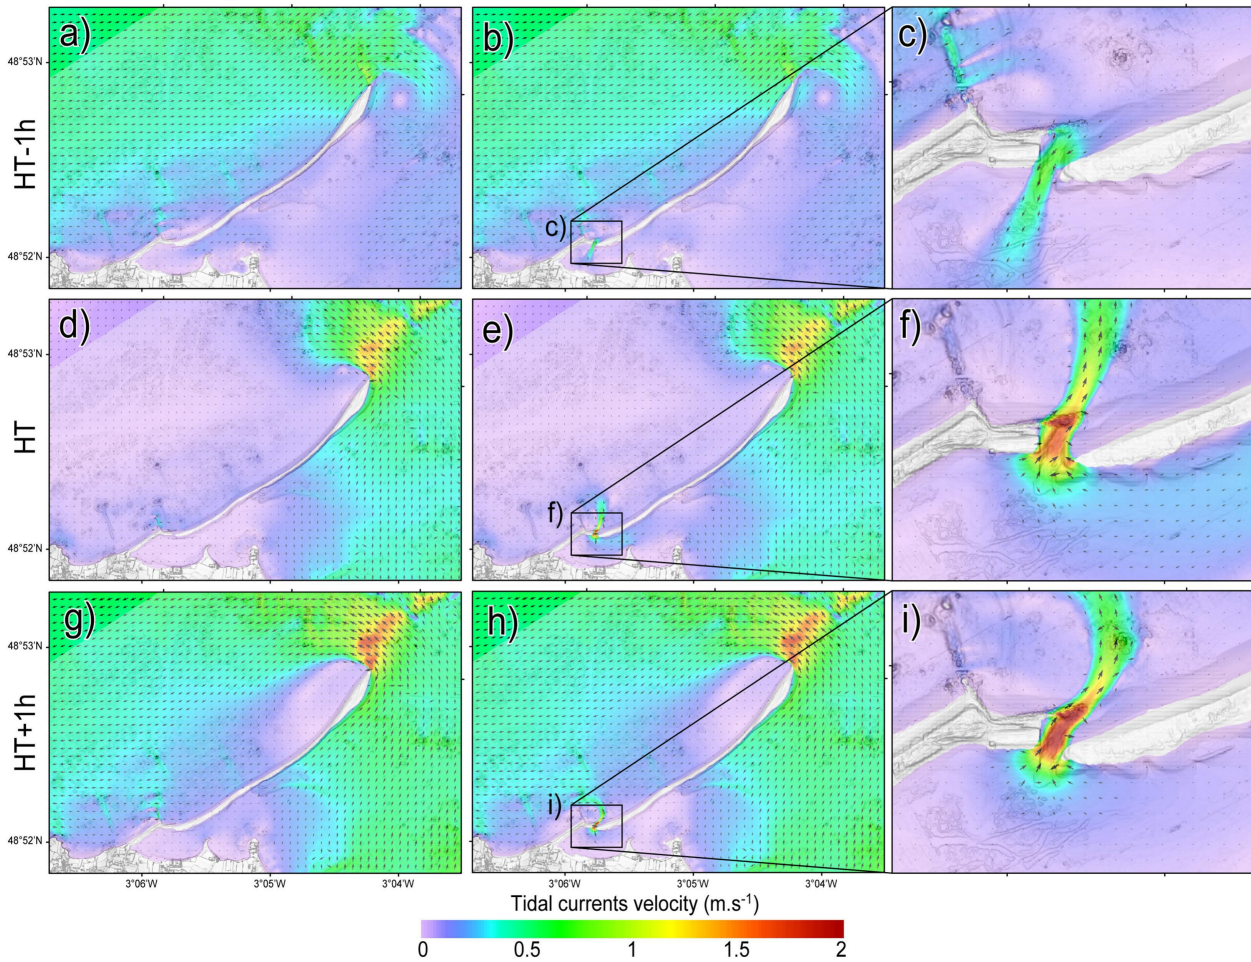 a)
b)
c)
48°53'N
HT-1h
c)
48°52'N
d)
e)
f)
48°53'N
HT
f)
48°52'N
g)
h)
i)
48°53'N
HT+1h
i)
48°52'N
3°06'W 3°05'W 3°04'W 3°06'W 3°05'W 3°04'W
Tidal currents velocity (m.s⁻¹)
0 0.5 1 1.5 2